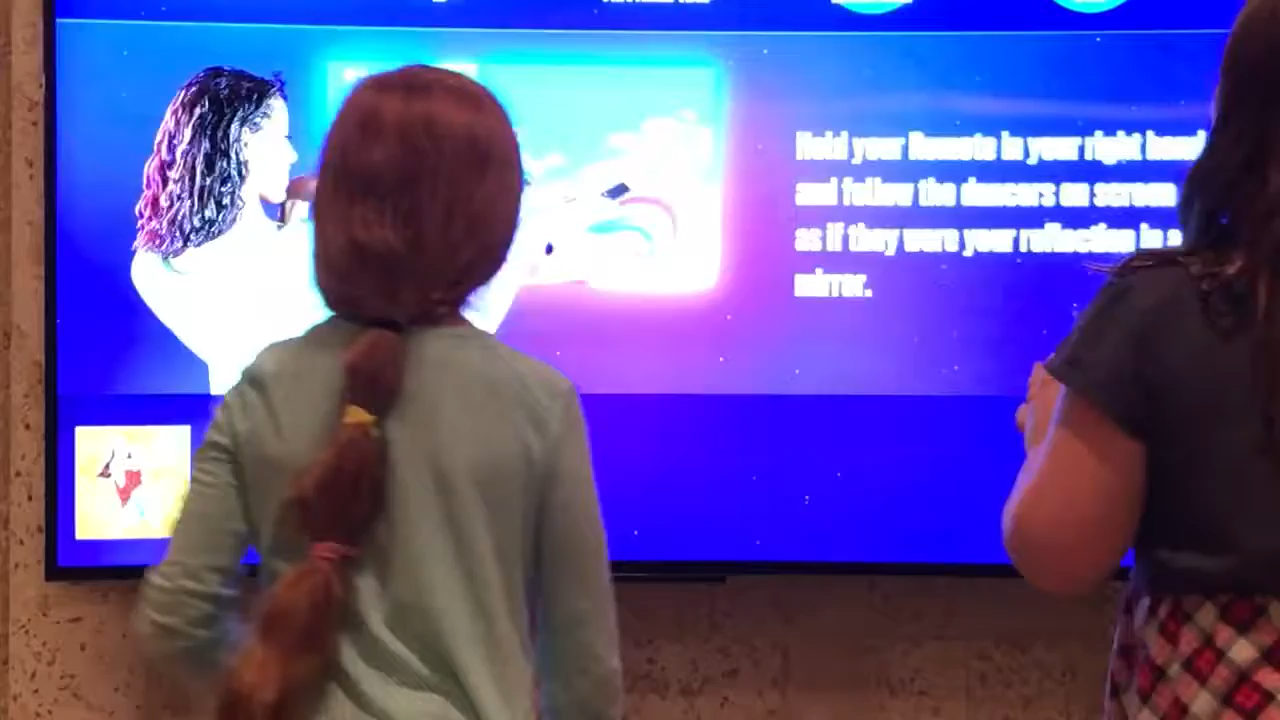 Hold your Remote in your right hand
and follow the dancers on screen
as if they were your reflection in a
mirror.